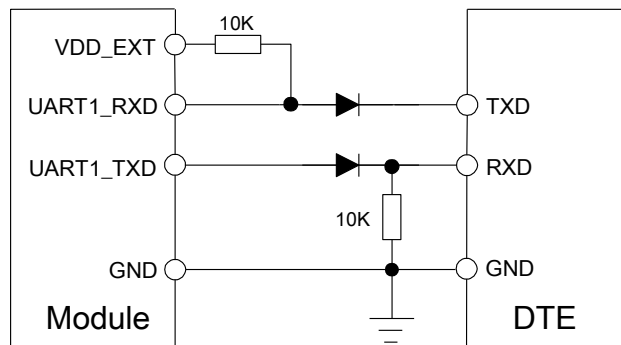 10K
VDD_EXT
UART1_RXD
TXD
UART1_TXD
RXD
10K
GND
GND
Module
DTE